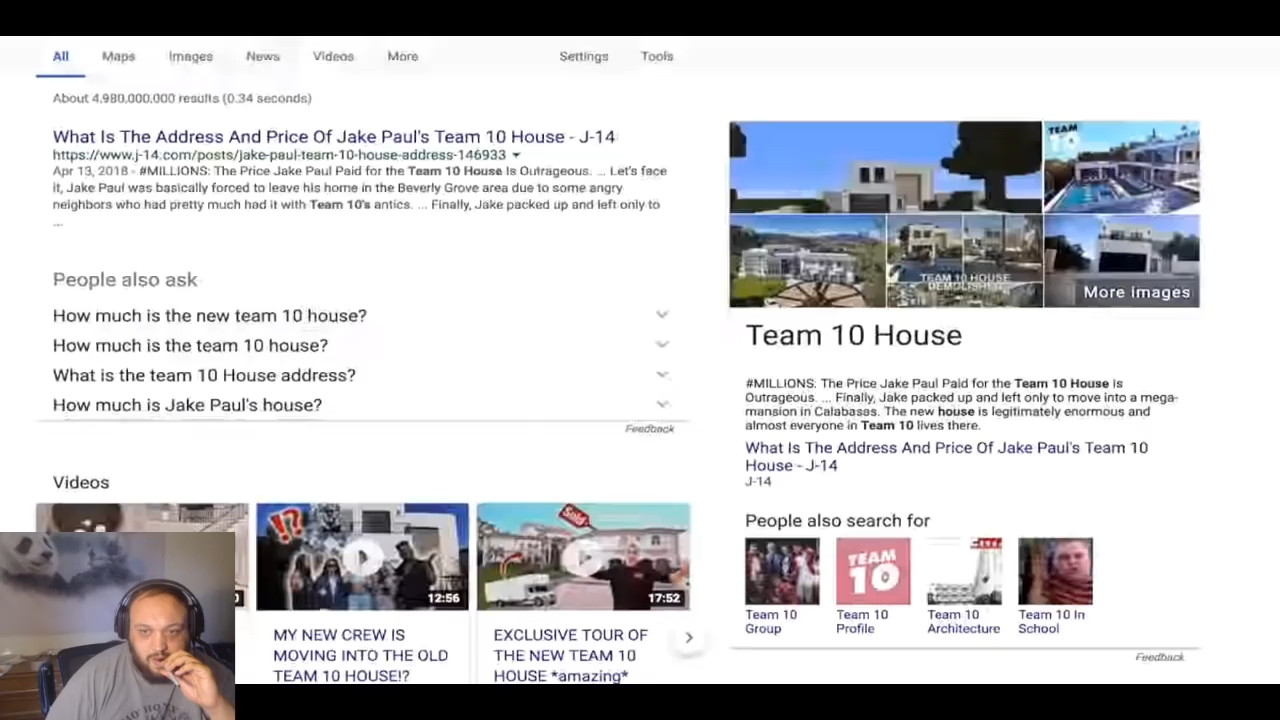 All Maps Images News Videos More Settings Tools
About 4,980,000,000 results (0.34 seconds)
What Is The Address And Price Of Jake Paul's Team 10 House - J-14
https://www.j-14.com/posts/jake-paul-team-10-house-address-146933
Apr 13, 2018 - #MILLIONS: The Price Jake Paul Paid for the Team 10 House Is Outrageous. ... Let's face
it, Jake Paul was basically forced to leave his home in the Beverly Grove area due to some angry
neighbors who had pretty much had it with Team 10's antics. ... Finally, Jake packed up and left only to
...
People also ask
How much is the new team 10 house?
How much is the team 10 house?
What is the team 10 House address?
How much is Jake Paul's house?
Feedback
Videos
!?
12:56
Sold
17:52
MY NEW CREW IS
MOVING INTO THE OLD
TEAM 10 HOUSE!?
EXCLUSIVE TOUR OF
THE NEW TEAM 10
HOUSE *amazing*
TEAM
10
TEAM 10 HOUSE
DEMOLISHED
More images
Team 10 House
#MILLIONS. The Price Jake Paul Paid for the Team 10 House is
Outrageous. ... Finally, Jake packed up and left only to move into a mega-
mansion in Calabasas. The new house is legitimately enormous and
almost everyone in Team 10 lives there.
What Is The Address And Price Of Jake Paul's Team 10
House - J-14
J-14
People also search for
TEAM
10
Team 10
Group
Team 10
Profile
Team 10
Architecture
Team 10 In
School
Feedback